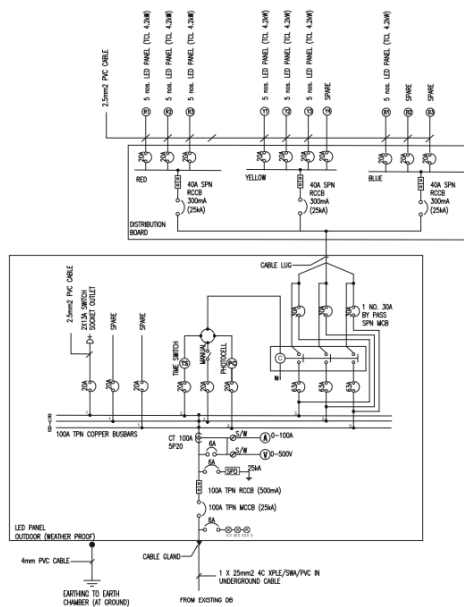 5 nos. LED PANEL (TCL 4.2kW)
5 nos. LED PANEL (TCL 4.2kW)
5 nos. LED PANEL (TCL 4.2kW)
5 nos. LED PANEL (TCL 4.2kW)
5 nos. LED PANEL (TCL 4.2kW)
5 nos. LED PANEL (TCL 4.2kW)
SPARE
5 nos. LED PANEL (TCL 4.2kW)
SPARE
SPARE
2.5mm2 PVC CABLE
R1 R2 R3 Y1 Y2 Y3 Y4 B1 B2 B3
20A 20A 20A 20A 20A 20A 20A 20A 20A 20A
RED
YELLOW
BLUE
40A SPN
RCCB
300mA
(25kA)
40A SPN
RCCB
300mA
(25kA)
40A SPN
RCCB
300mA
(25kA)
DISTRIBUTION
BOARD
CABLE LUG
2.5mm2 PVC CABLE
2X13A SWITCH
SOCKET OUTLET
SPARE
SPARE
TIME SWITCH
TS
MANUAL
PHOTOCELL
PC
30A 30A 30A
1 NO. 30A
BY PASS
SPN MCB
C
20A 20A 20A 20A 20A 20A
63A 63A 63A
R
Y
B
100A TPN COPPER BUSBARS
CT 100A
5P20
S/W
A
0-100A
6A
S/W
V
0-500V
6A
SPD
25kA
100A TPN RCCB (500mA)
100A TPN MCCB (25kA)
6A
LED PANEL
OUTDOOR (WEATHER PROOF)
4mm PVC CABLE
CABLE GLAND
EARTHING TO EARTH
CHAMBER (AT GROUND)
1 X 25mm2 4C XPLE/SWA/PVC IN
UNDERGROUND CABLE
FROM EXISTING DB